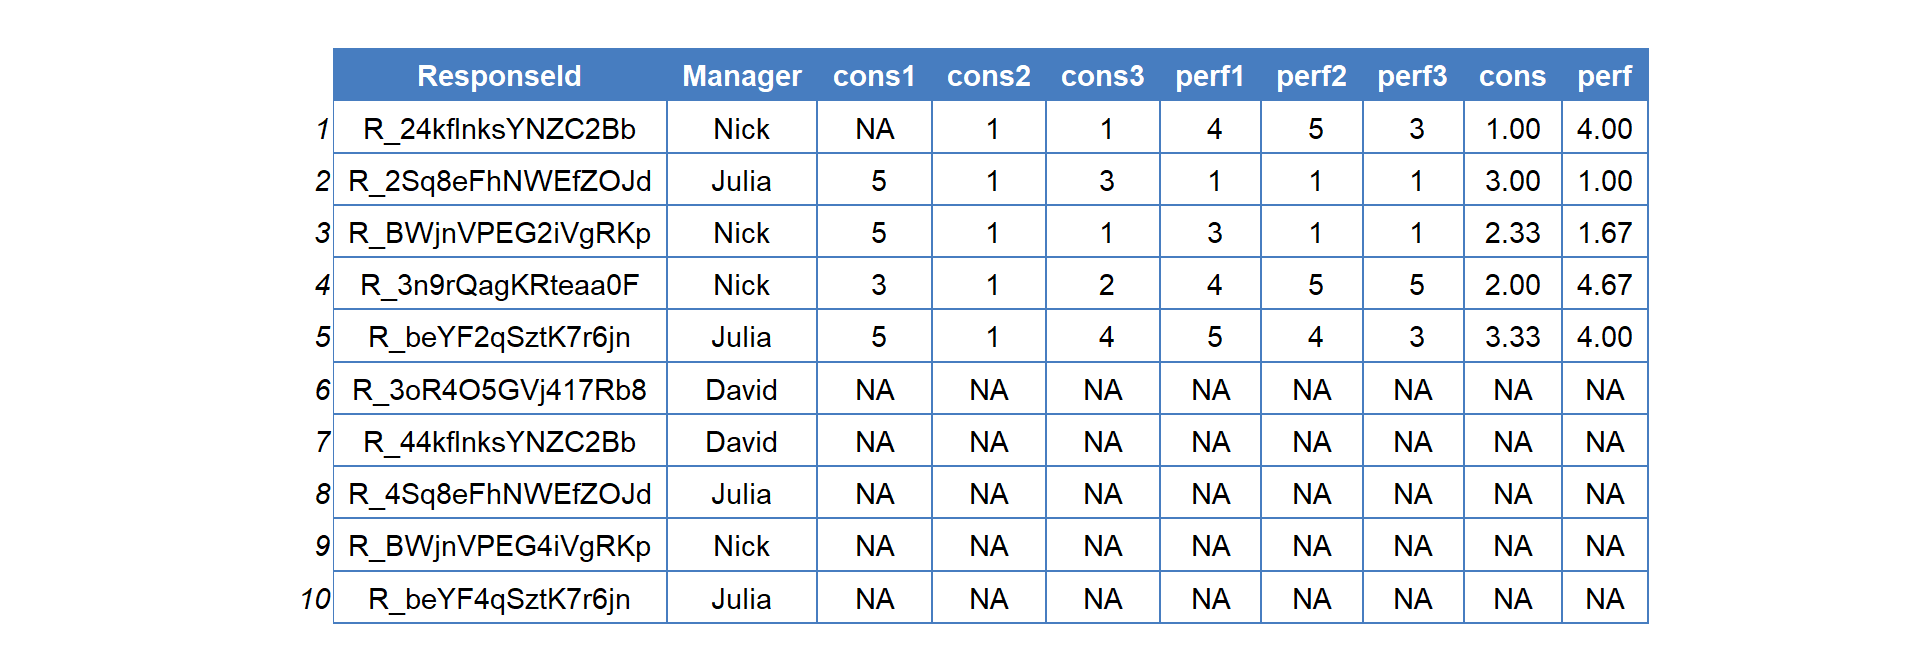 ResponseId Manager cons1 cons2 cons3 perf1 perf2 perf3 cons perf
1 R_24kflnksYNZC2Bb Nick NA 1 1 4 5 3 1.00 4.00
2 R_2Sq8eFhNWEfZOJd Julia 5 1 3 1 1 1 3.00 1.00
3 R_BWjnVPEG2iVgRKp Nick 5 1 1 3 1 1 2.33 1.67
4 R_3n9rQagKRteaa0F Nick 3 1 2 4 5 5 2.00 4.67
5 R_beYF2qSztK7r6jn Julia 5 1 4 5 4 3 3.33 4.00
6 R_3oR4O5GVj417Rb8 David NA NA NA NA NA NA NA NA
7 R_44kflnksYNZC2Bb David NA NA NA NA NA NA NA NA
8 R_4Sq8eFhNWEfZOJd Julia NA NA NA NA NA NA NA NA
9 R_BWjnVPEG4iVgRKp Nick NA NA NA NA NA NA NA NA
10 R_beYF4qSztK7r6jn Julia NA NA NA NA NA NA NA NA